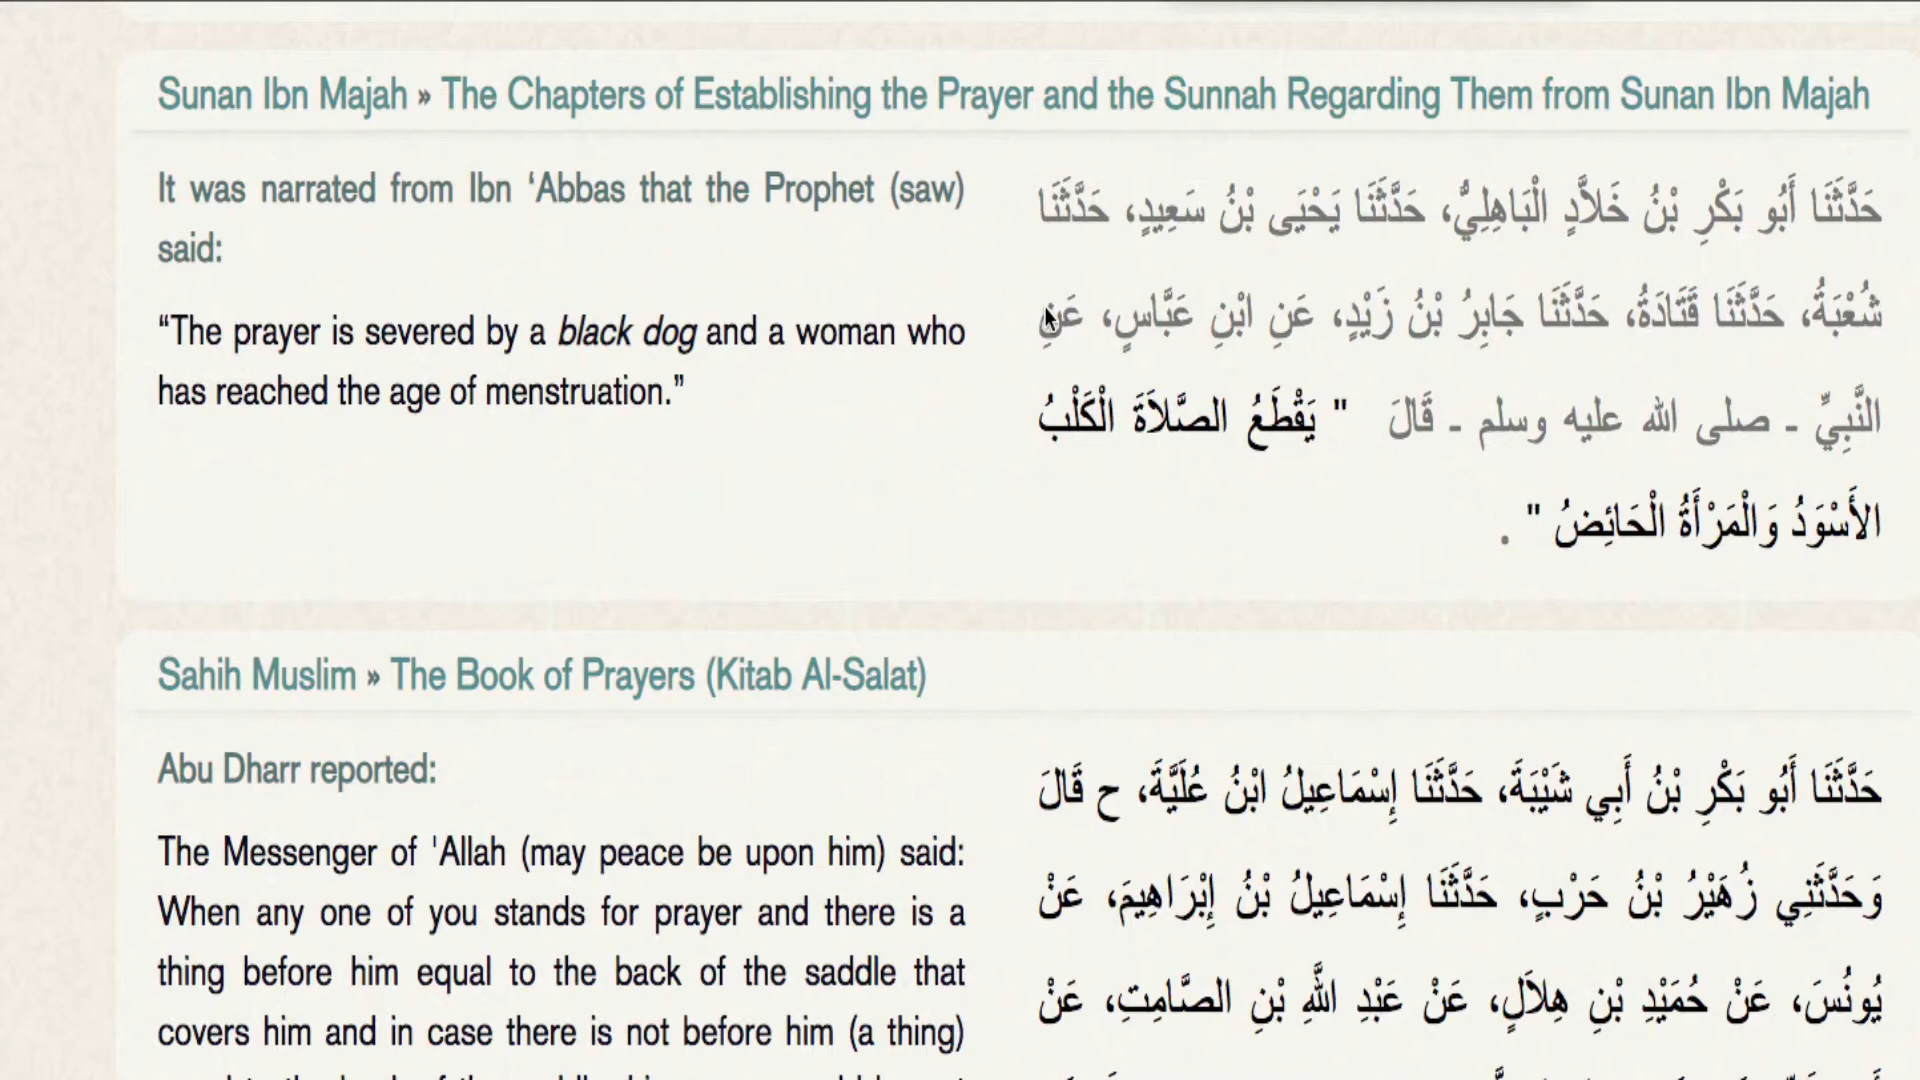 Sunan Ibn Majah » The Chapters of Establishing the Prayer and the Sunnah Regarding Them from Sunan Ibn Majah
It was narrated from Ibn ‘Abbas that the Prophet (saw)
said:
“The prayer is severed by a black dog and a woman who
has reached the age of menstruation.”
حَدَّثَنَا أَبُو بَكْرِ بْنُ خَلاَّدٍ الْبَاهِلِيُّ، حَدَّثَنَا يَحْيَى بْنُ سَعِيدٍ، حَدَّثَنَا
شُعْبَةُ، حَدَّثَنَا قَتَادَةُ، حَدَّثَنَا جَابِرُ بْنُ زَيْدٍ، عَنِ ابْنِ عَبَّاسٍ، عَنِ
النَّبِيِّ ـ صلى الله عليه وسلم ـ قَالَ " يَقْطَعُ الصَّلاَةَ الْكَلْبُ
الأَسْوَدُ وَالْمَرْأَةُ الْحَائِضُ " .
Sahih Muslim » The Book of Prayers (Kitab Al-Salat)
Abu Dharr reported:
The Messenger of 'Allah (may peace be upon him) said:
When any one of you stands for prayer and there is a
thing before him equal to the back of the saddle that
covers him and in case there is not before him (a thing)
حَدَّثَنَا أَبُو بَكْرِ بْنُ أَبِي شَيْبَةَ، حَدَّثَنَا إِسْمَاعِيلُ ابْنُ عُلَيَّةَ، ح قَالَ
وَحَدَّثَنِي زُهَيْرُ بْنُ حَرْبٍ، حَدَّثَنَا إِسْمَاعِيلُ بْنُ إِبْرَاهِيمَ، عَنْ
يُونُسَ، عَنْ حُمَيْدِ بْنِ هِلاَلٍ، عَنْ عَبْدِ اللَّهِ بْنِ الصَّامِتِ، عَنْ